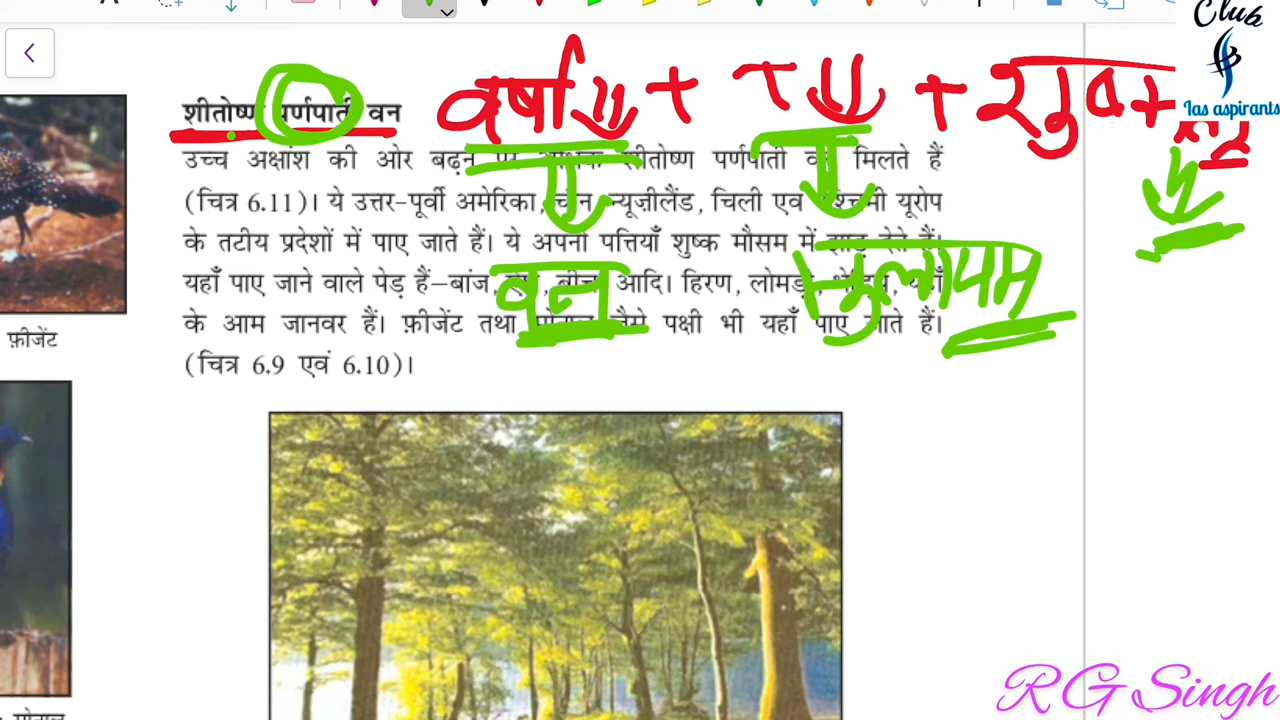 Club
Ias aspirants
वर्षा + + शुष्क
शीतोष्ण पर्णपाती वन
उच्च अक्षांश की ओर बढ़ने पर अधिक शीतोष्ण पर्णपाती वन मिलते हैं
(चित्र 6.11)। ये उत्तर-पूर्वी अमेरिका, चीन, न्यूज़ीलैंड, चिली एवं पश्चिमी यूरोप
के तटीय प्रदेशों में पाए जाते हैं। ये अपनी पत्तियाँ शुष्क मौसम में झाड़ देते हैं।
यहाँ पाए जाने वाले पेड़ हैं–बांज, बीच आदि। हिरण, लोमड़ी, भेड़िये, यहाँ
वन मुलायम
के आम जानवर हैं। फ़ीजेंट तथा मोनाल जैसे पक्षी भी यहाँ पाए जाते हैं।
(चित्र 6.9 एवं 6.10)।
फ़ीजेंट
मोनाल
RG Singh